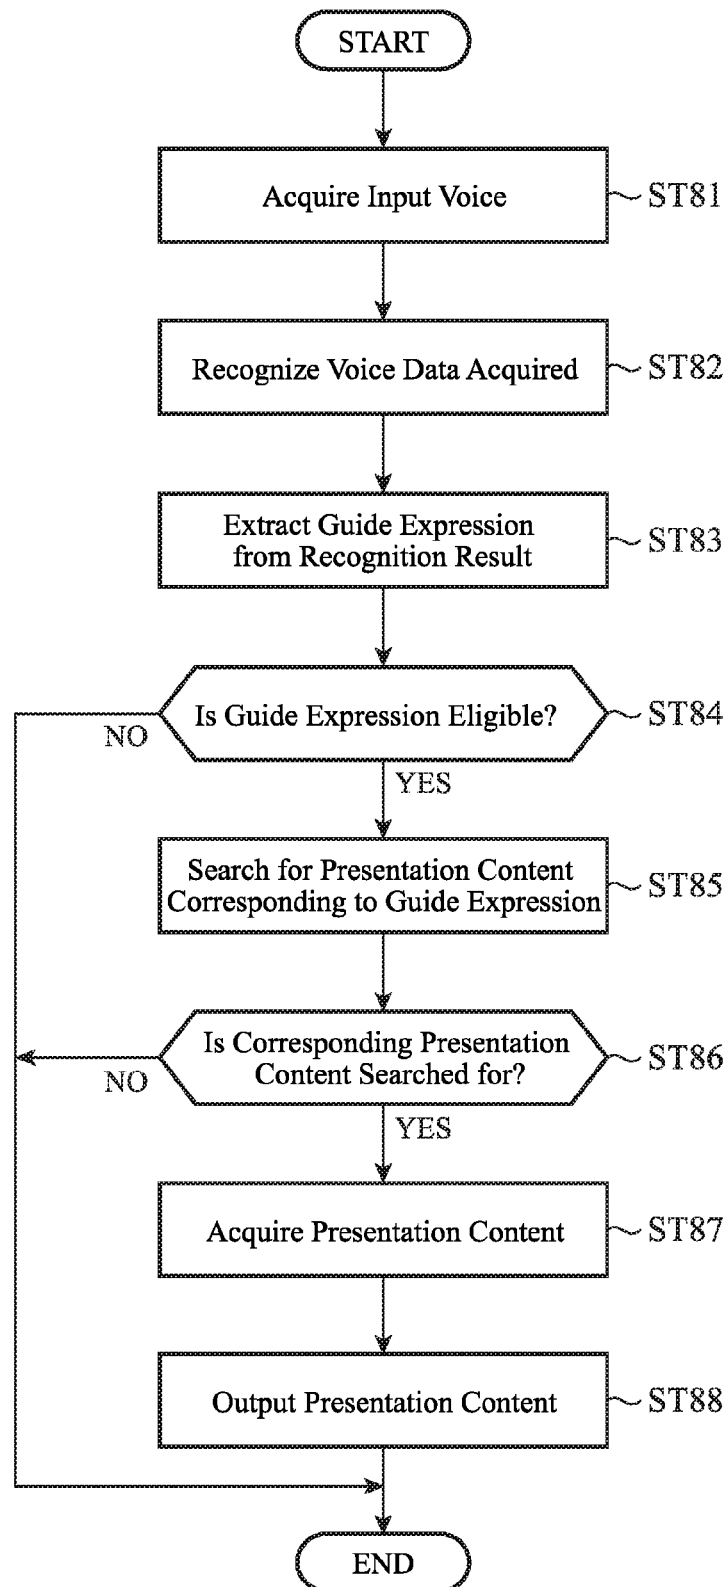 START
Acquire Input Voice
ST81
Recognize Voice Data Acquired
ST82
Extract Guide Expression
from Recognition Result
ST83
Is Guide Expression Eligible?
ST84
NO
YES
Search for Presentation Content
Corresponding to Guide Expression
ST85
Is Corresponding Presentation
Content Searched for?
ST86
NO
YES
Acquire Presentation Content
ST87
Output Presentation Content
ST88
END